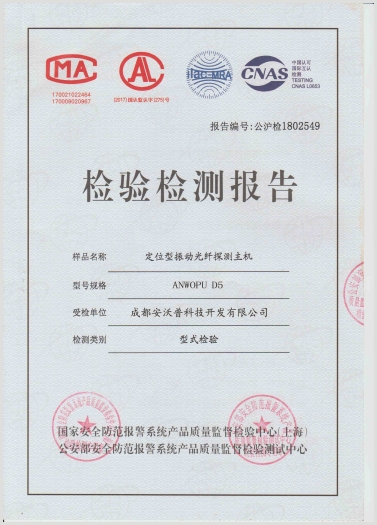 MA
170021022464
170009020967
AL
(2017)国认监认字(275)号
ilac-MRA
CNAS
中国认可
国际互认
检测
TESTING
CNAS L0603
报告编号:公沪检1802549
检验检测报告
样品名称 定位型振动光纤探测主机
型号规格 ANWOPU D5
受检单位 成都安沃普科技开发有限公司
检测类别 型式检验
国家安全防范报警系统产品质量监督检验中心(上海)
公安部安全防范报警系统产品质量监督检验测试中心